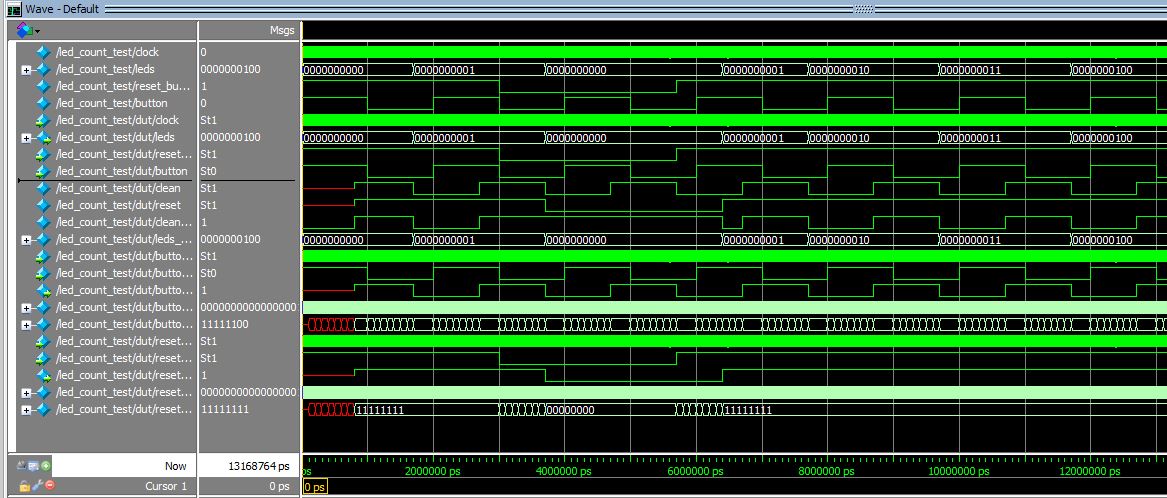 Wave - Default
Msgs
/led_count_test/clock 0
/led_count_test/leds 0000000100 0000000000 0000000001 0000000000 0000000001 0000000010 0000000011 0000000100
/led_count_test/reset_bu... 1
/led_count_test/button 0
/led_count_test/dut/clock St1
/led_count_test/dut/leds 0000000100 0000000000 0000000001 0000000000 0000000001 0000000010 0000000011 0000000100
/led_count_test/dut/reset... St1
/led_count_test/dut/button St0
/led_count_test/dut/clean St1
/led_count_test/dut/reset St1
/led_count_test/dut/clean... 1
/led_count_test/dut/leds_... 0000000100 0000000000 0000000001 0000000000 0000000001 0000000010 0000000011 0000000100
/led_count_test/dut/butto... St1
/led_count_test/dut/butto... St0
/led_count_test/dut/butto... 1
/led_count_test/dut/butto... 0000000000000000
/led_count_test/dut/butto... 11111100
/led_count_test/dut/reset... St1
/led_count_test/dut/reset... St1
/led_count_test/dut/reset... 1
/led_count_test/dut/reset... 0000000000000000
/led_count_test/dut/reset... 11111111 11111111 00000000 11111111
Now 13168764 ps ps 2000000 ps 4000000 ps 6000000 ps 8000000 ps 10000000 ps 12000000 ps
Cursor 1 0 ps 0 ps